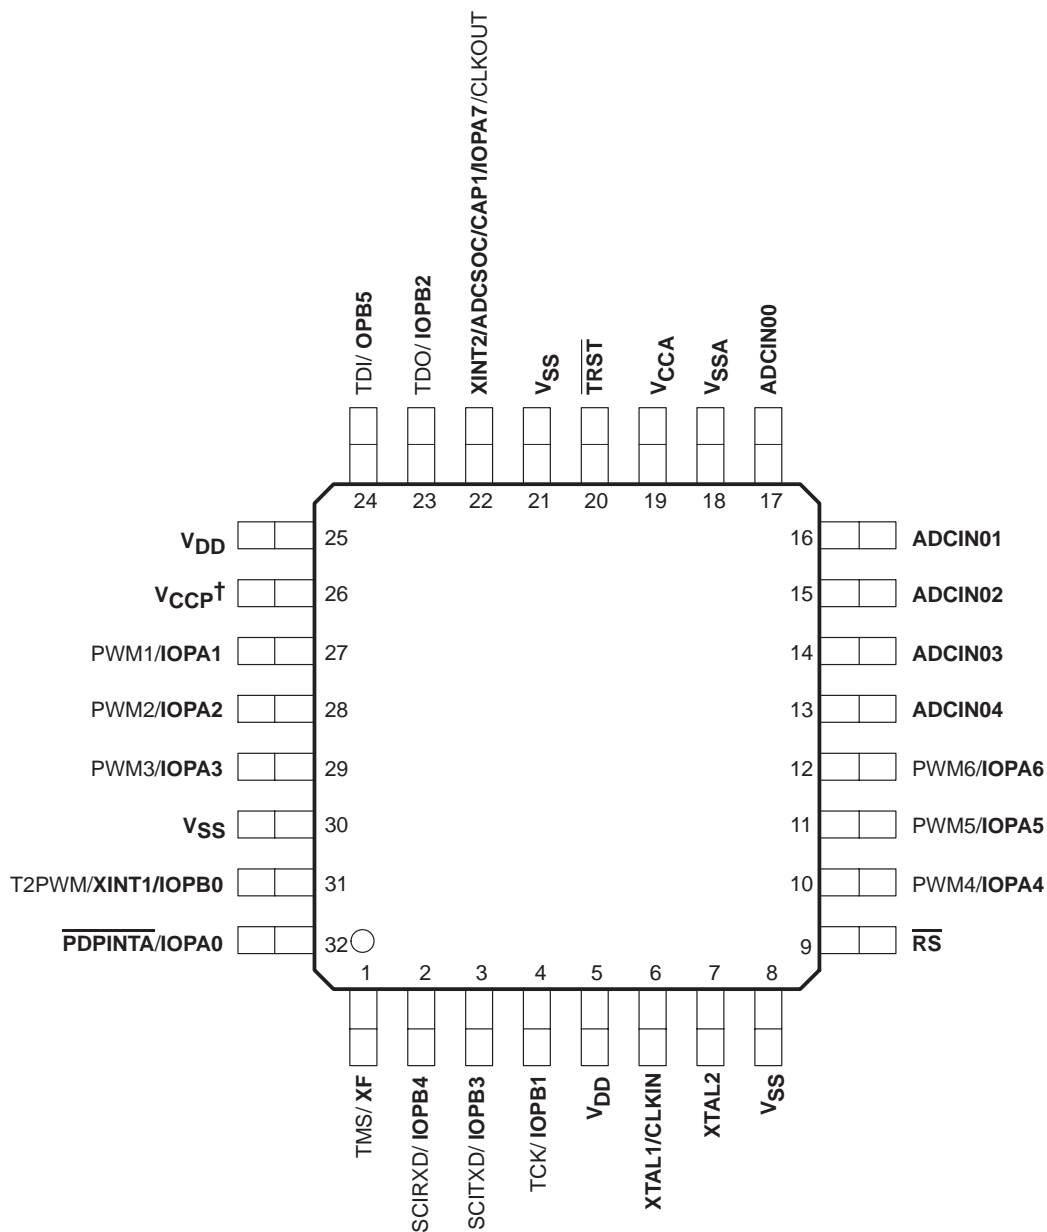 XINT2/ADCSOC/CAP1/IOPA7/CLKOUT
TDI/ OPB5
TDO/ IOPB2
VSS
TRST
VCCA
VSSA
ADCIN00
24 23 22 21 20 19 18 17
VDD 25
16 ADCIN01
VCCP† 26
15 ADCIN02
PWM1/IOPA1 27
14 ADCIN03
PWM2/IOPA2 28
13 ADCIN04
PWM3/IOPA3 29
12 PWM6/IOPA6
VSS 30
11 PWM5/IOPA5
T2PWM/XINT1/IOPB0 31
10 PWM4/IOPA4
PDPINTA/IOPA0 32
9 RS
1 2 3 4 5 6 7 8
TMS/ XF
SCIRXD/ IOPB4
SCITXD/ IOPB3
TCK/ IOPB1
VDD
XTAL1/CLKIN
XTAL2
VSS